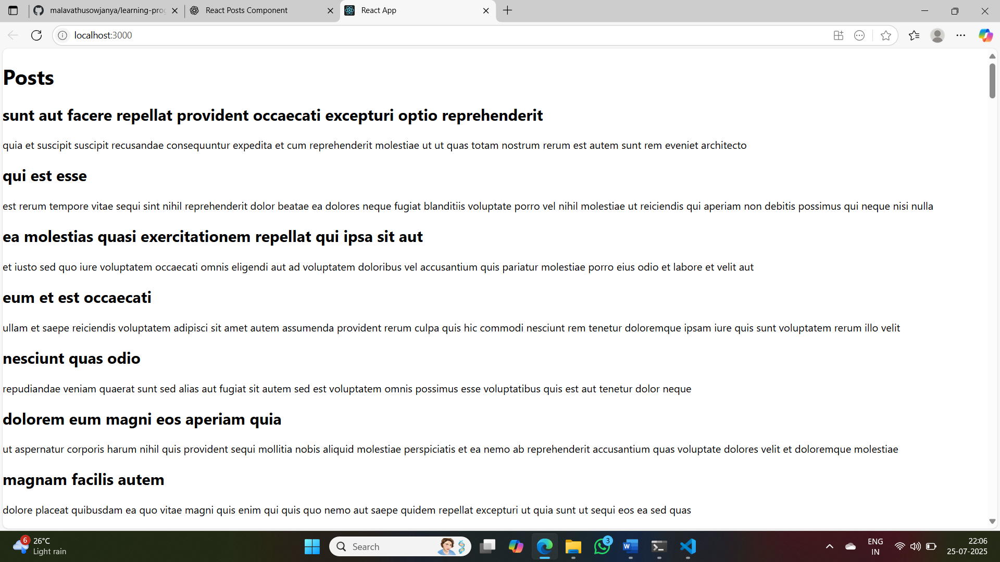 malavathusowjanya/learning-prog
React Posts Component
React App
localhost:3000
Posts
sunt aut facere repellat provident occaecati excepturi optio reprehenderit
quia et suscipit suscipit recusandae consequuntur expedita et cum reprehenderit molestiae ut ut quas totam nostrum rerum est autem sunt rem eveniet architecto
qui est esse
est rerum tempore vitae sequi sint nihil reprehenderit dolor beatae ea dolores neque fugiat blanditiis voluptate porro vel nihil molestiae ut reiciendis qui aperiam non debitis possimus qui neque nisi nulla
ea molestias quasi exercitationem repellat qui ipsa sit aut
et iusto sed quo iure voluptatem occaecati omnis eligendi aut ad voluptatem doloribus vel accusantium quis pariatur molestiae porro eius odio et labore et velit aut
eum et est occaecati
ullam et saepe reiciendis voluptatem adipisci sit amet autem assumenda provident rerum culpa quis hic commodi nesciunt rem tenetur doloremque ipsam iure quis sunt voluptatem rerum illo velit
nesciunt quas odio
repudiandae veniam quaerat sunt sed alias aut fugiat sit autem sed est voluptatem omnis possimus esse voluptatibus quis est aut tenetur dolor neque
dolorem eum magni eos aperiam quia
ut aspernatur corporis harum nihil quis provident sequi mollitia nobis aliquid molestiae perspiciatis et ea nemo ab reprehenderit accusantium quas voluptate dolores velit et doloremque molestiae
magnam facilis autem
dolore placeat quibusdam ea quo vitae magni quis enim qui quis quo nemo aut saepe quidem repellat excepturi ut quia sunt ut sequi eos ea sed quas
6
26°C
Light rain
Search
3
ENG
IN
22:06
25-07-2025